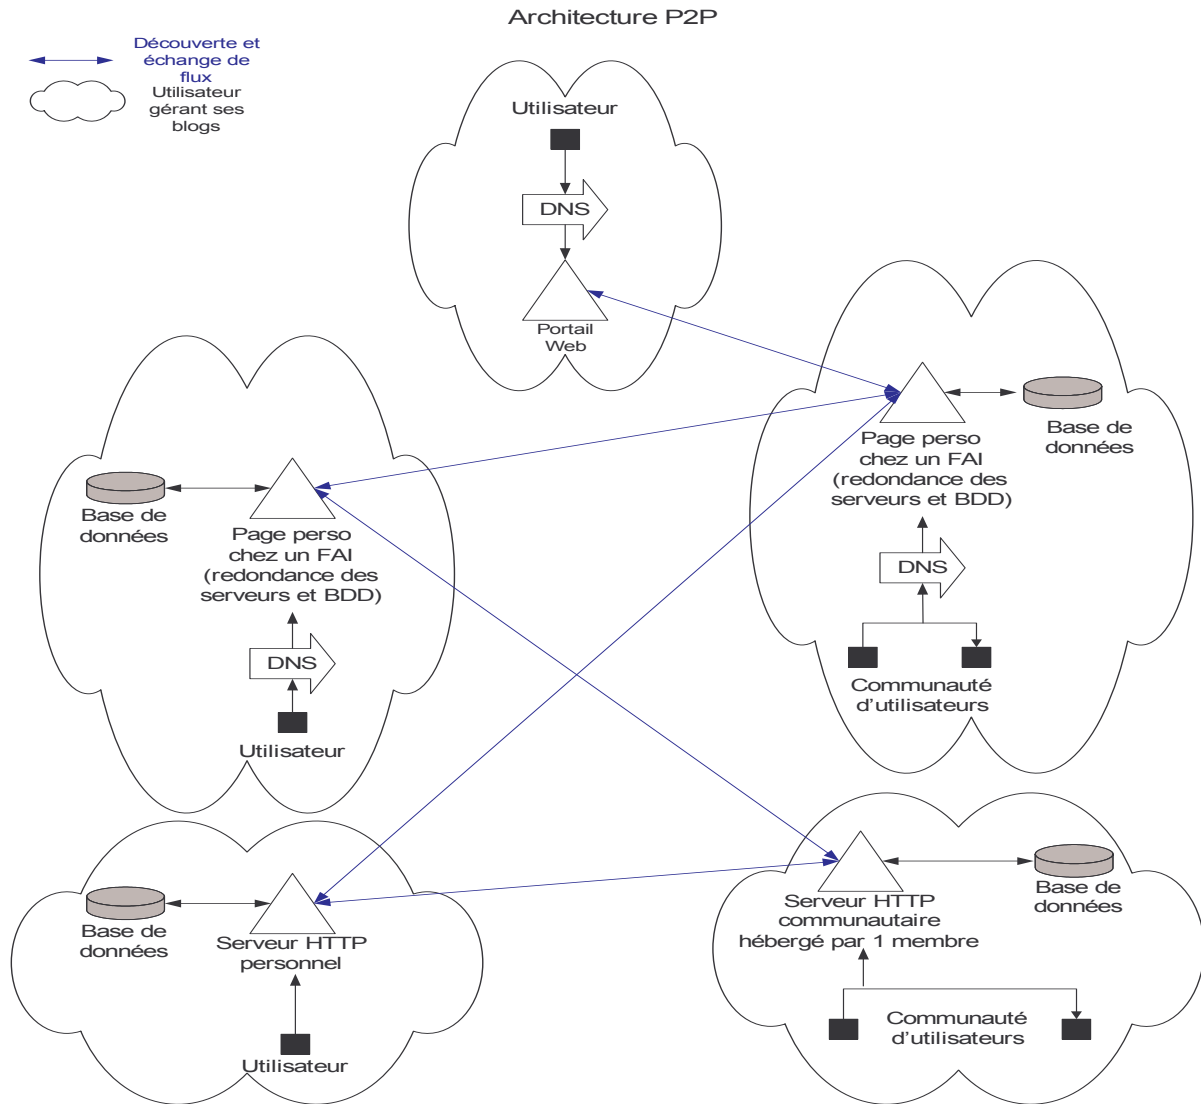 Architecture P2P
Découverte et
échange de
flux
Utilisateur
gérant ses
blogs
Utilisateur
DNS
Portail
Web
Base de
données
Page perso
chez un FAI
(redondance des
serveurs et BDD)
DNS
Communauté
d'utilisateurs
Base de
données
Page perso
chez un FAI
(redondance des
serveurs et BDD)
DNS
Utilisateur
Base de
données
Serveur HTTP
personnel
Utilisateur
Serveur HTTP
communautaire
hébergé par 1 membre
Base de
données
Communauté
d'utilisateurs